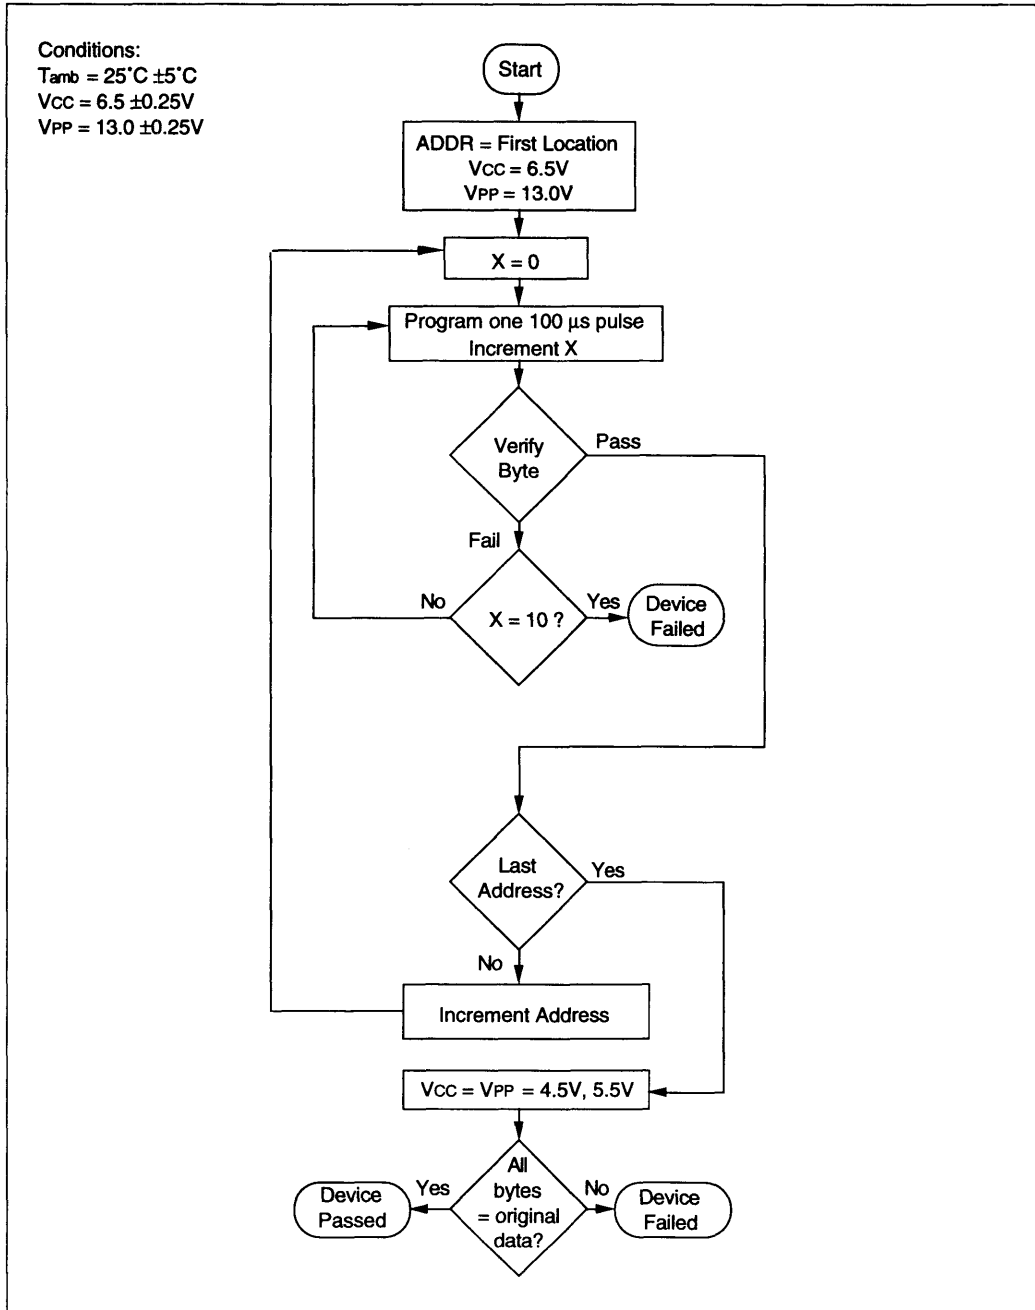 Conditions:
Tamb = 25°C ±5°C
VCC = 6.5 ±0.25V
VPP = 13.0 ±0.25V
Start
ADDR = First Location
VCC = 6.5V
VPP = 13.0V
X = 0
Program one 100 µs pulse
Increment X
Verify
Byte
Pass
Fail
X = 10 ?
No
Yes
Device
Failed
Last
Address?
Yes
No
Increment Address
VCC = VPP = 4.5V, 5.5V
All
bytes
= original
data?
Yes
No
Device
Passed
Device
Failed